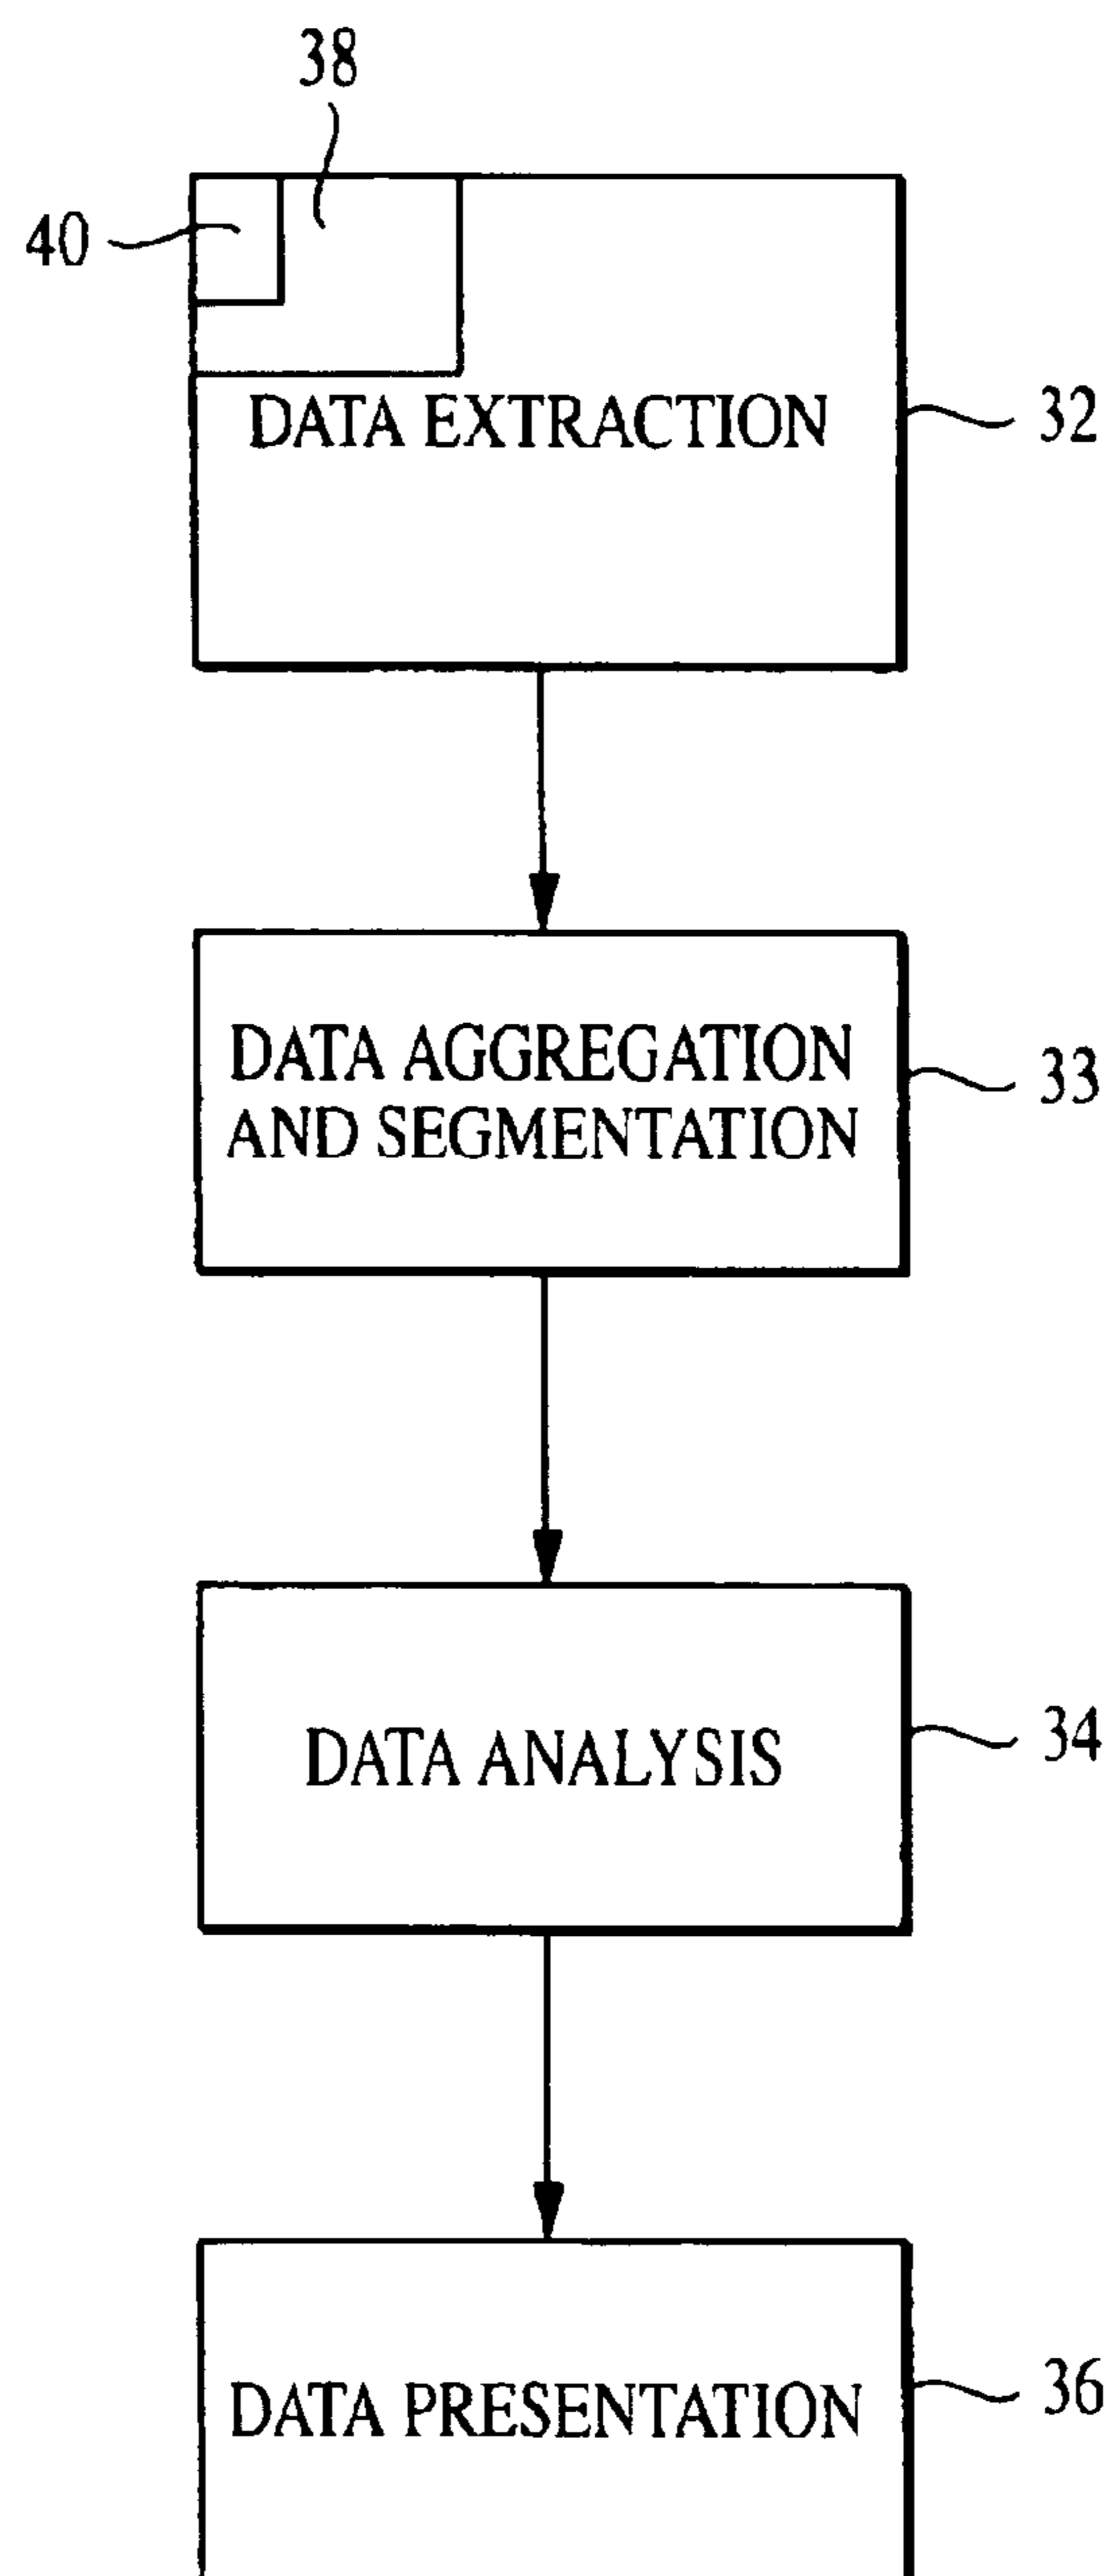 38
40
DATA EXTRACTION
32
DATA AGGREGATION
AND SEGMENTATION
33
DATA ANALYSIS
34
DATA PRESENTATION
36